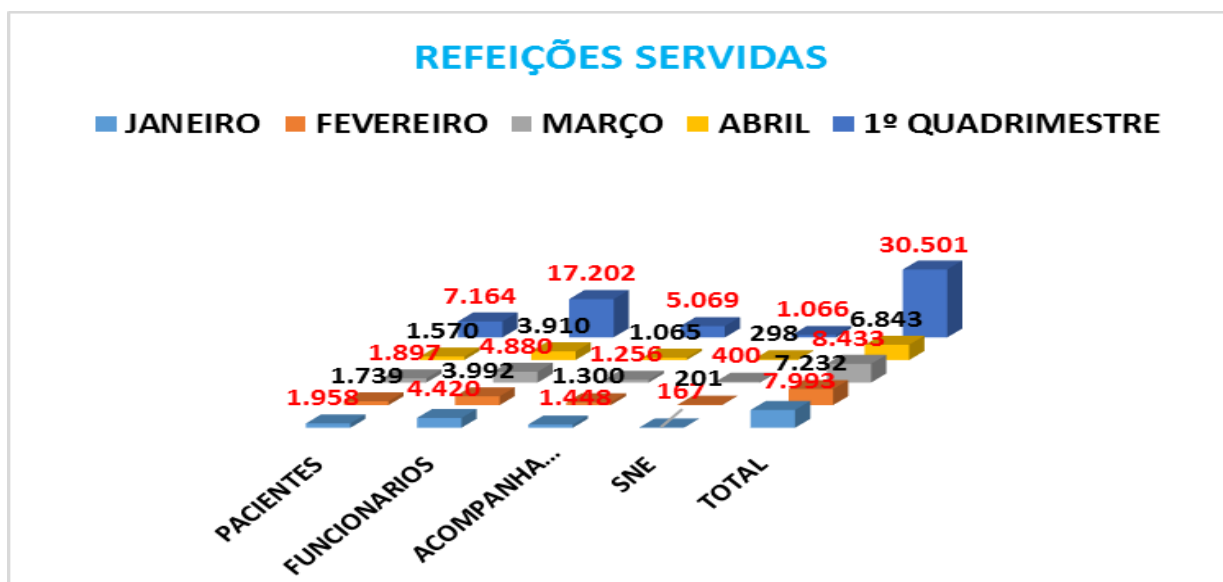 REFEIÇÕES SERVIDAS
JANEIRO FEVEREIRO MARÇO ABRIL 1º QUADRIMESTRE
7.164 17.202 5.069 1.066 30.501
1.570 3.910 1.065 298 6.843
1.897 4.880 1.256 400 8.433
1.739 3.992 1.300 201 7.232
1.958 4.420 1.448 167 7.993
PACIENTES
FUNCIONARIOS
ACOMPANHA...
SNE
TOTAL